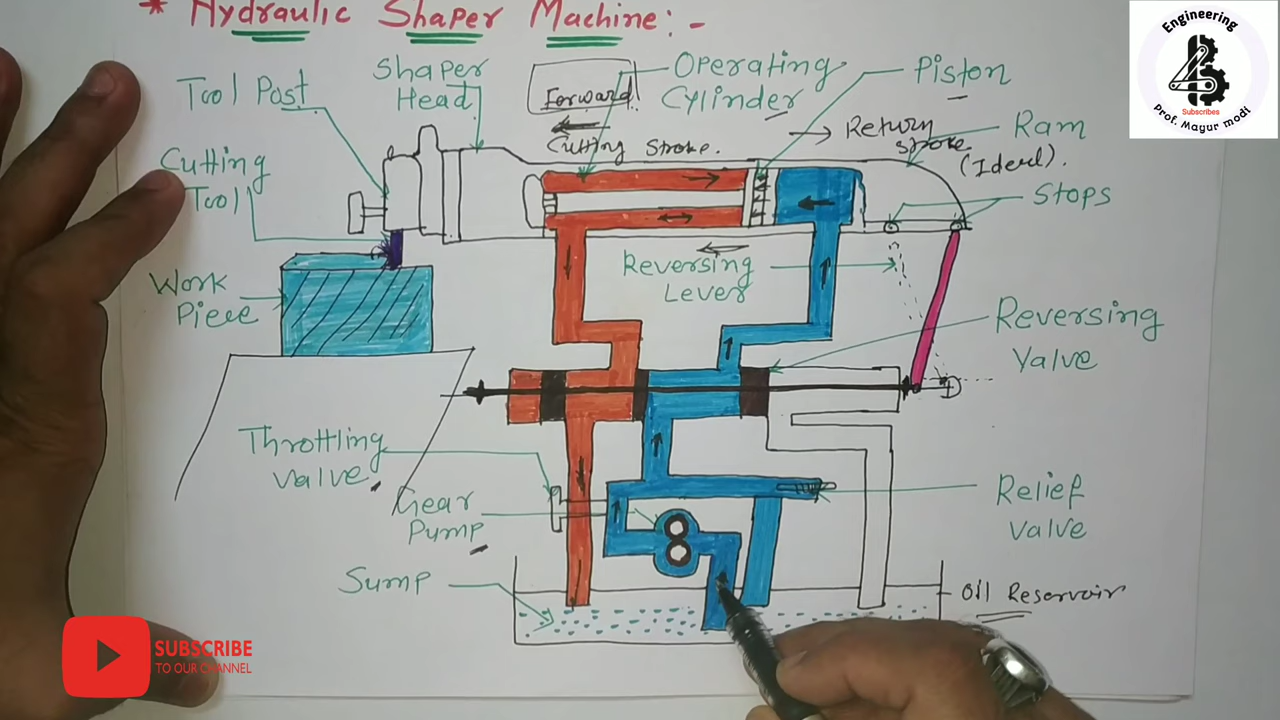 * Hydraulic Shaper Machine:-
Tool Post
Shaper
Head
Forward
Operating
Cylinder
Piston
Cutting Stroke.
Return
stroke
(Ideal).
Ram
Cutting
Tool
Stops
Work
Piece
Reversing
Lever
Reversing
Valve
Throttling
valve
Gear
Pump
Relief
valve
Sump
Oil Reservoir
Engineering
Subscribes
Prof. Mayur modi
SUBSCRIBE
TO OUR CHANNEL